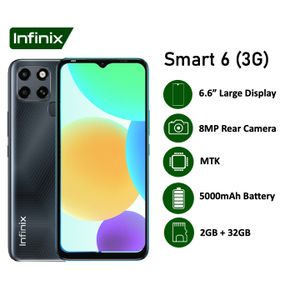 Infinix
Smart 6 (3G)
6.6” Large Display
8MP Rear Camera
MTK
5000mAh Battery
2GB + 32GB
Infinix